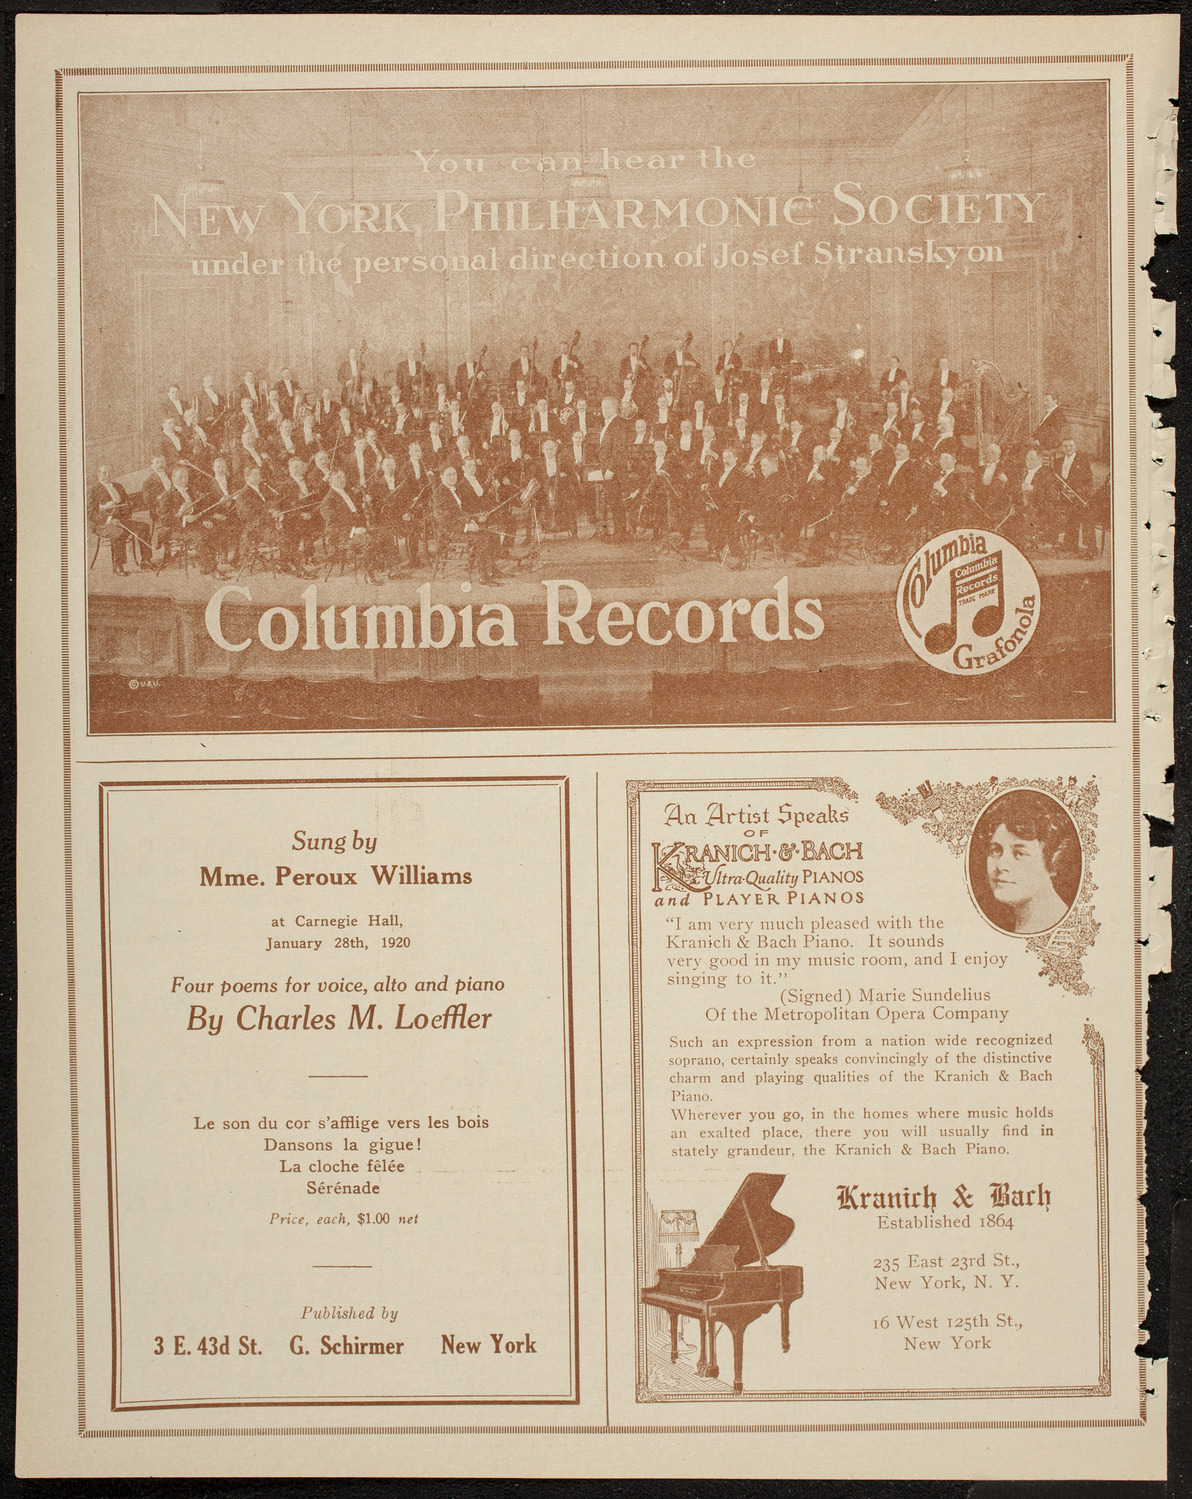 You can hear the
NEW YORK PHILHARMONIC SOCIETY
under the personal direction of Josef Stransky on
Columbia Records
Columbia
Columbia
Records
TRADE MARK
Grafonola
© U & U.
Sung by
Mme. Peroux Williams
at Carnegie Hall,
January 28th, 1920
Four poems for voice, alto and piano
By Charles M. Loeffler
Le son du cor s’afflige vers les bois
Dansons la gigue!
La cloche fêlée
Sérénade
Price, each, $1.00 net
Published by
3 E. 43d St. G. Schirmer New York
An Artist Speaks
OF
KRANICH·&·BACH
Ultra-Quality PIANOS
and PLAYER PIANOS
“I am very much pleased with the
Kranich & Bach Piano. It sounds
very good in my music room, and I enjoy
singing to it.”
(Signed) Marie Sundelius
Of the Metropolitan Opera Company
Such an expression from a nation wide recognized
soprano, certainly speaks convincingly of the distinctive
charm and playing qualities of the Kranich & Bach
Piano.
Wherever you go, in the homes where music holds
an exalted place, there you will usually find in
stately grandeur, the Kranich & Bach Piano.
Kranich & Bach
Established 1864
235 East 23rd St.,
New York, N. Y.
16 West 125th St.,
New York